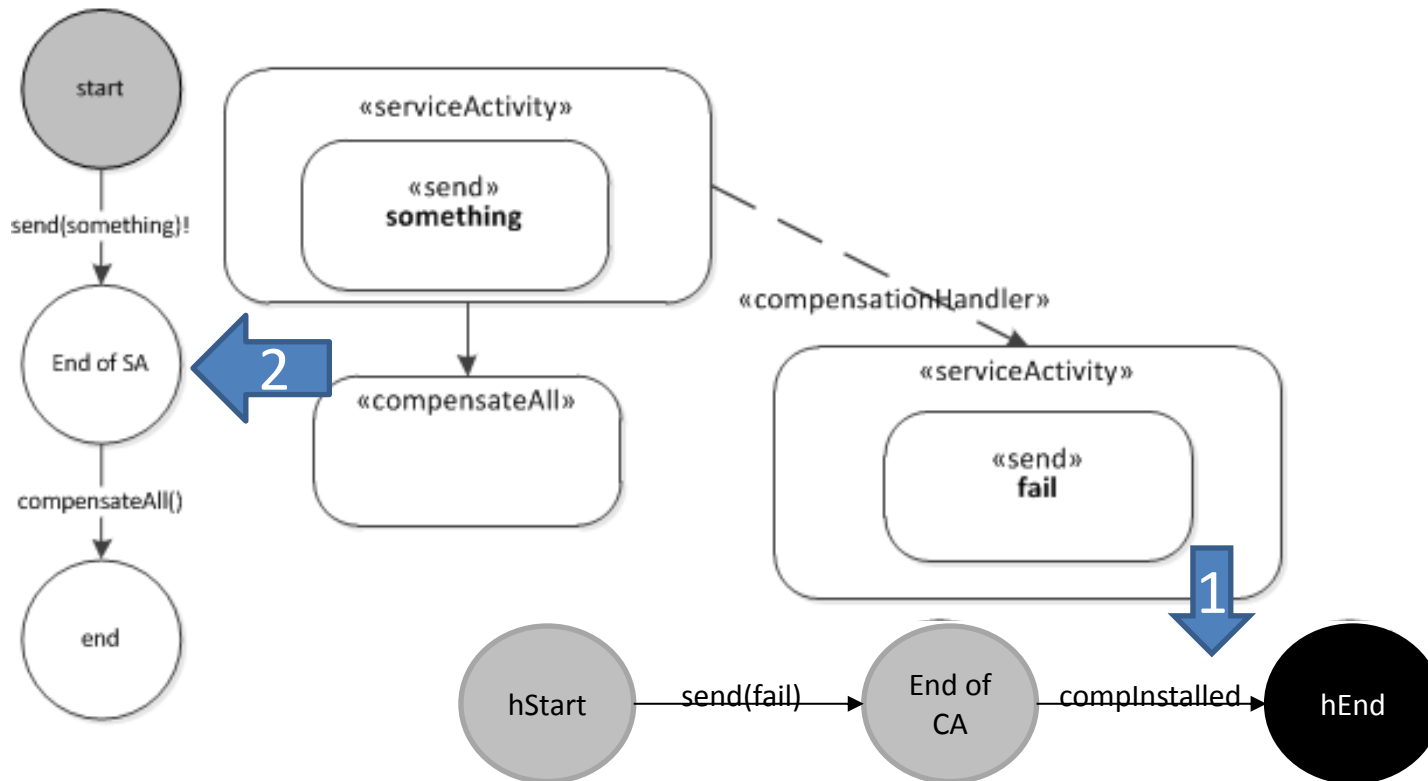 start
send(something)!
End of SA
compensateAll()
end
«serviceActivity»
«send»
something
2
«compensateAll»
«compensationHandler»
«serviceActivity»
«send»
fail
1
hStart
send(fail)
End of
CA
compInstalled
hEnd